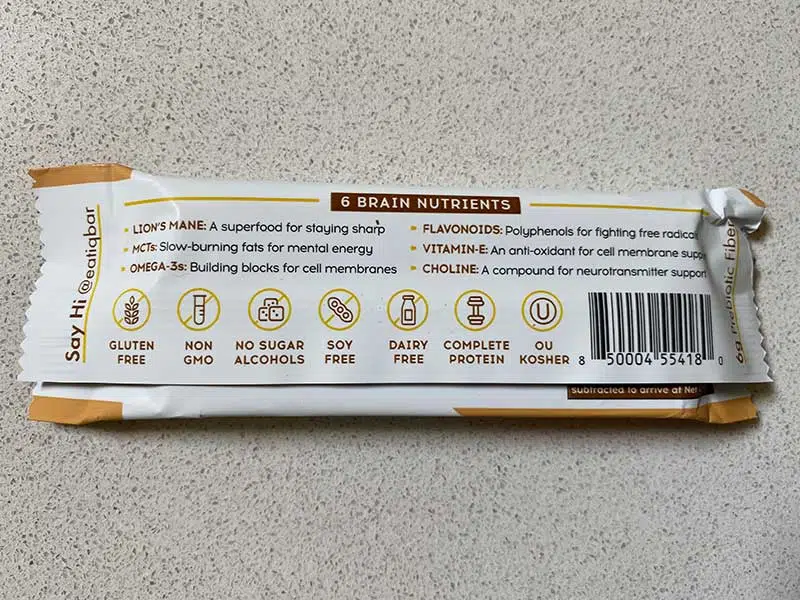 6 BRAIN NUTRIENTS
LION'S MANE: A superfood for staying sharp
MCTs: Slow-burning fats for mental energy
OMEGA-3s: Building blocks for cell membranes
FLAVONOIDS: Polyphenols for fighting free
VITAMIN-E: An anti-oxidant for cell membrane
CHOLINE: A compound for neurotransmitter support
Say Hi @eatiqbar
GLUTEN
FREE
NON
GMO
NO SUGAR
ALCOHOLS
SOY
FREE
DAIRY
FREE
COMPLETE
PROTEIN
U
OU
KOSHER
8 50004 55418 0
6g Prebiotic Fiber
subtracted to arrive at Net